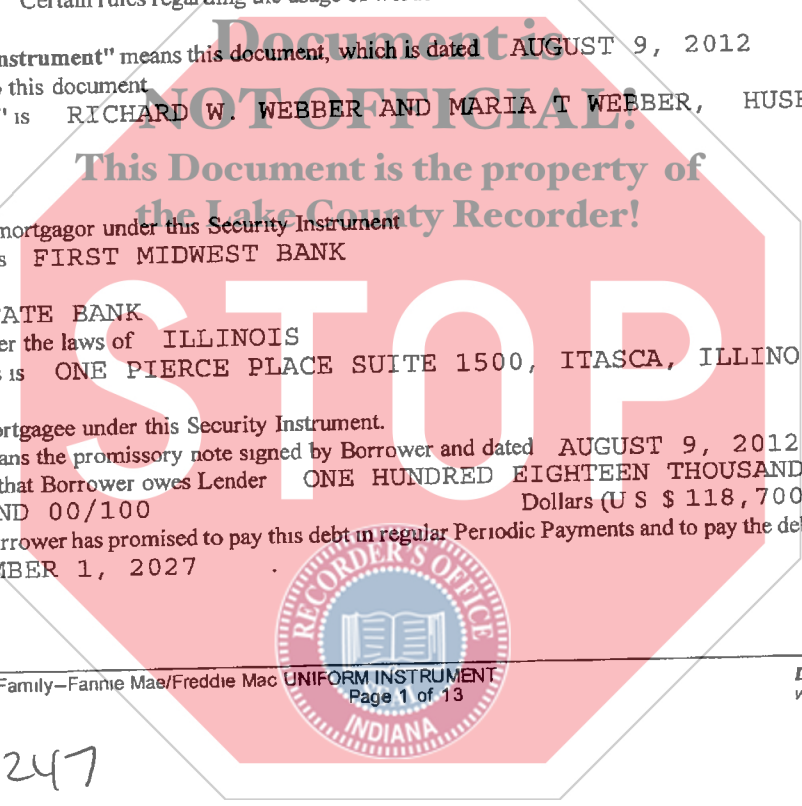 Certain rules regarding the usage of
Document is
nstrument" means this document, which is dated AUGUST 9, 2012
this document
NOT OFFICIAL!
" is RICHARD W. WEBBER AND MARIA T WEBBER, HUSB
This Document is the property of
the Lake County Recorder!
mortgagor under this Security Instrument
s FIRST MIDWEST BANK
STOP
ATE BANK
er the laws of ILLINOIS
s is ONE PIERCE PLACE SUITE 1500, ITASCA, ILLINO
ortgagee under this Security Instrument.
ans the promissory note signed by Borrower and dated AUGUST 9, 2012
that Borrower owes Lender ONE HUNDRED EIGHTEEN THOUSAND
ND 00/100 Dollars (U S $ 118,700
rrower has promised to pay this debt in regular Periodic Payments and to pay the deb
MBER 1, 2027 .
RECORDER'S OFFICE
Family–Fannie Mae/Freddie Mac UNIFORM INSTRUMENT
Page 1 of 13
INDIANA
247